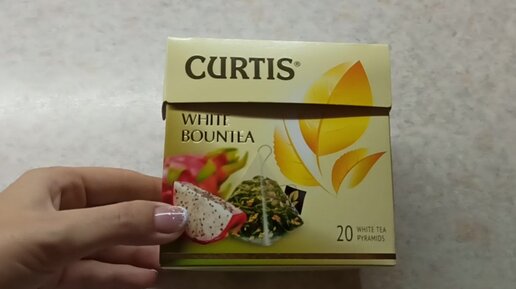 CURTIS®
WHITE
BOUNTEA
20 WHITE TEA
PYRAMIDS